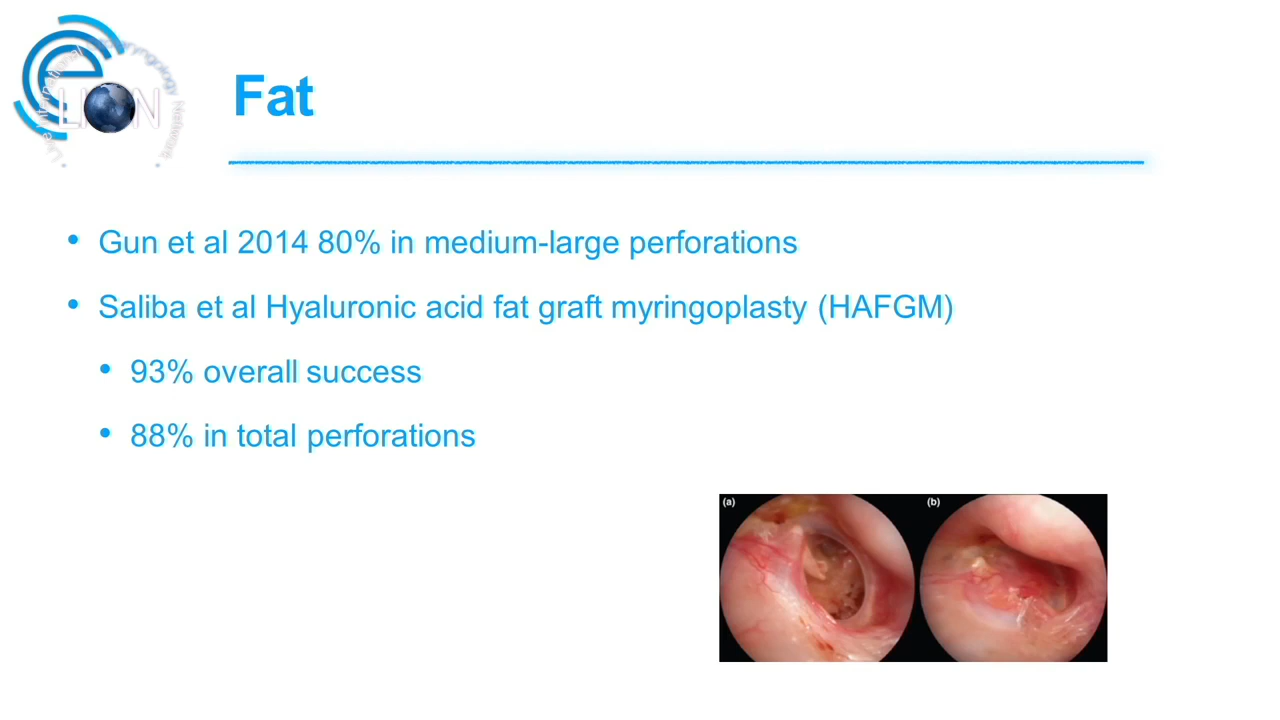 LION
Fat
• Gun et al 2014 80% in medium-large perforations
• Saliba et al Hyaluronic acid fat graft myringoplasty (HAFGM)
• 93% overall success
• 88% in total perforations
(a) (b)